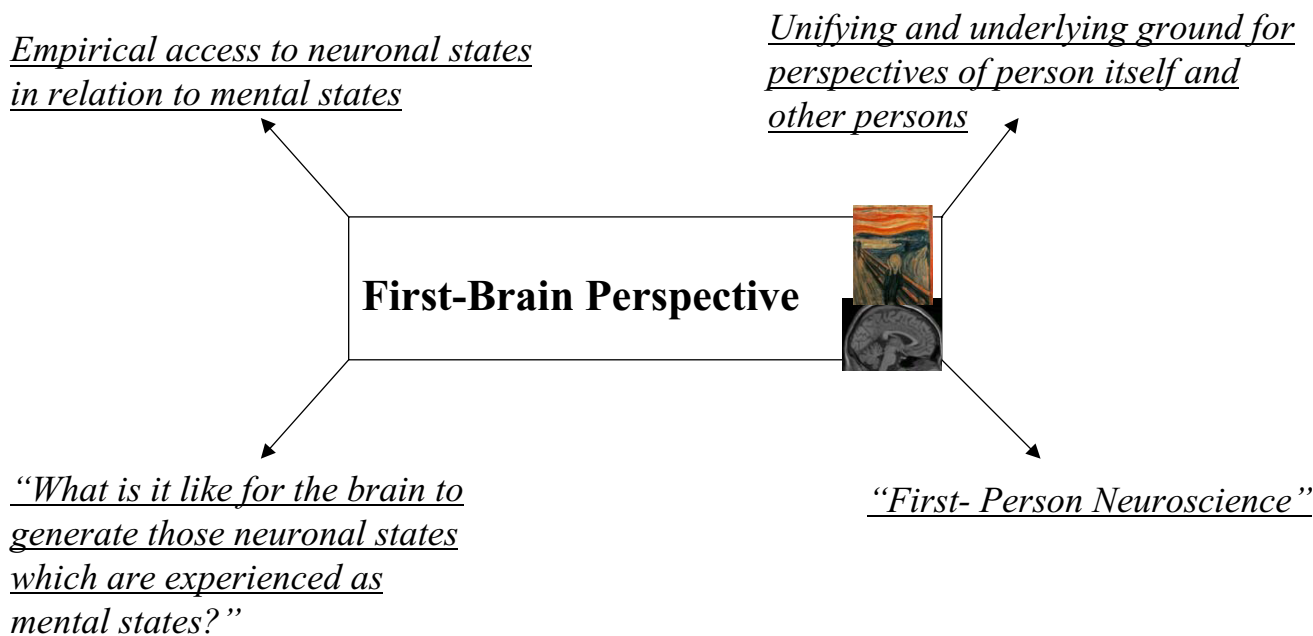 Empirical access to neuronal states
in relation to mental states
Unifying and underlying ground for
perspectives of person itself and
other persons
First-Brain Perspective
“What is it like for the brain to
generate those neuronal states
which are experienced as
mental states?”
“First- Person Neuroscience”